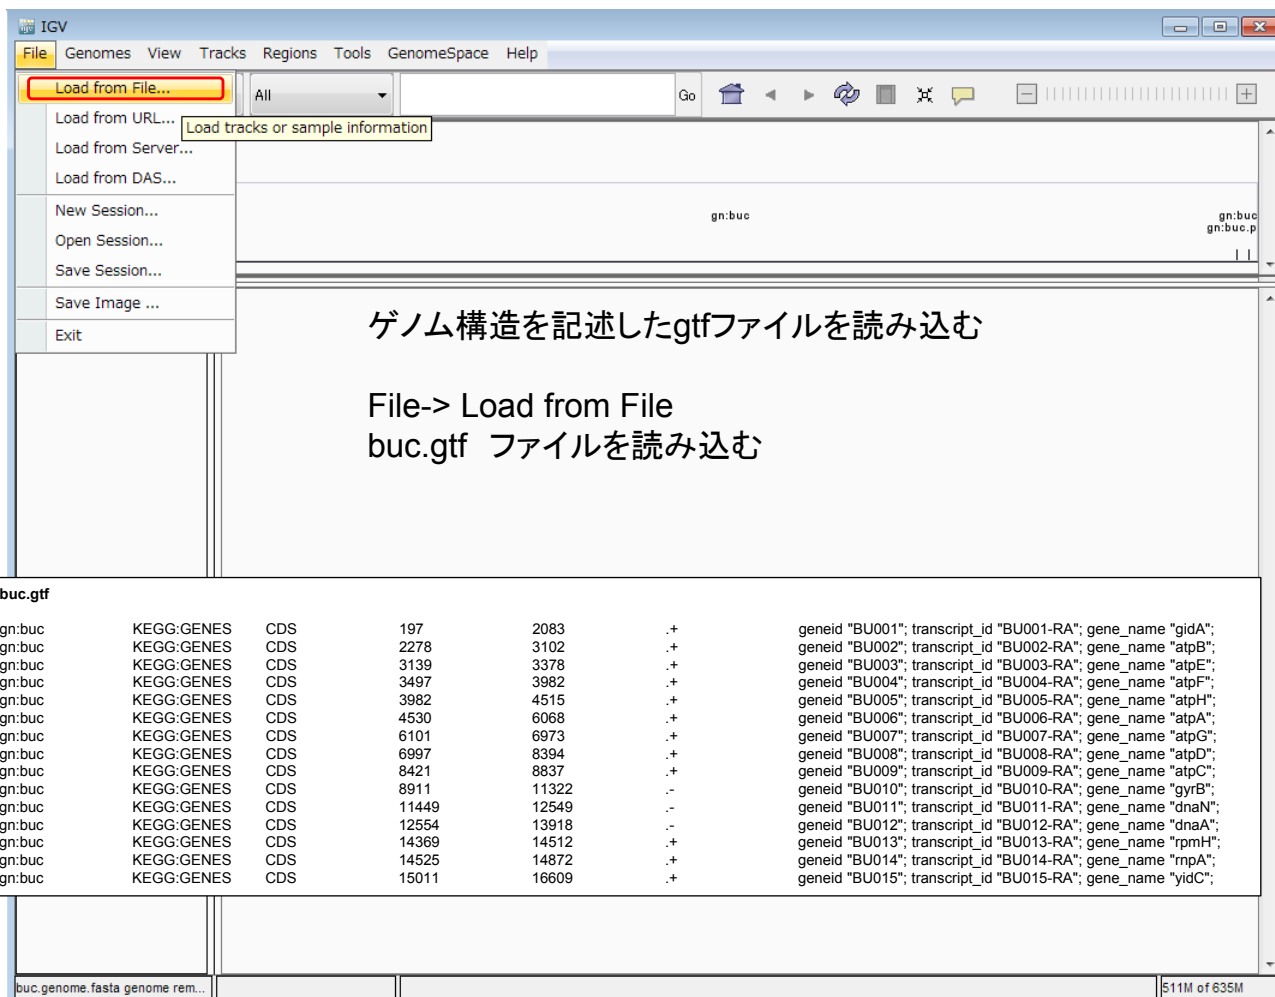 IGV
File Genomes View Tracks Regions Tools GenomeSpace Help
Load from File...
All
Go
Load from URL...
Load tracks or sample information
Load from Server...
Load from DAS...
New Session...
gn:buc
gn:buc
gn:buc.p
Open Session...
Save Session...
Save Image ...
Exit
ゲノム構造を記述したgtfファイルを読み込む
File-> Load from File
buc.gtf ファイルを読み込む
buc.gtf
gn:buc KEGG:GENES CDS 197 2083 .+ geneid "BU001"; transcript_id "BU001-RA"; gene_name "gidA";
gn:buc KEGG:GENES CDS 2278 3102 .+ geneid "BU002"; transcript_id "BU002-RA"; gene_name "atpB";
gn:buc KEGG:GENES CDS 3139 3378 .+ geneid "BU003"; transcript_id "BU003-RA"; gene_name "atpE";
gn:buc KEGG:GENES CDS 3497 3982 .+ geneid "BU004"; transcript_id "BU004-RA"; gene_name "atpF";
gn:buc KEGG:GENES CDS 3982 4515 .+ geneid "BU005"; transcript_id "BU005-RA"; gene_name "atpH";
gn:buc KEGG:GENES CDS 4530 6068 .+ geneid "BU006"; transcript_id "BU006-RA"; gene_name "atpA";
gn:buc KEGG:GENES CDS 6101 6973 .+ geneid "BU007"; transcript_id "BU007-RA"; gene_name "atpG";
gn:buc KEGG:GENES CDS 6997 8394 .+ geneid "BU008"; transcript_id "BU008-RA"; gene_name "atpD";
gn:buc KEGG:GENES CDS 8421 8837 .+ geneid "BU009"; transcript_id "BU009-RA"; gene_name "atpC";
gn:buc KEGG:GENES CDS 8911 11322 .- geneid "BU010"; transcript_id "BU010-RA"; gene_name "gyrB";
gn:buc KEGG:GENES CDS 11449 12549 .- geneid "BU011"; transcript_id "BU011-RA"; gene_name "dnaN";
gn:buc KEGG:GENES CDS 12554 13918 .- geneid "BU012"; transcript_id "BU012-RA"; gene_name "dnaA";
gn:buc KEGG:GENES CDS 14369 14512 .+ geneid "BU013"; transcript_id "BU013-RA"; gene_name "rpmH";
gn:buc KEGG:GENES CDS 14525 14872 .+ geneid "BU014"; transcript_id "BU014-RA"; gene_name "rnpA";
gn:buc KEGG:GENES CDS 15011 16609 .+ geneid "BU015"; transcript_id "BU015-RA"; gene_name "yidC";
buc.genome.fasta genome rem...
511M of 635M